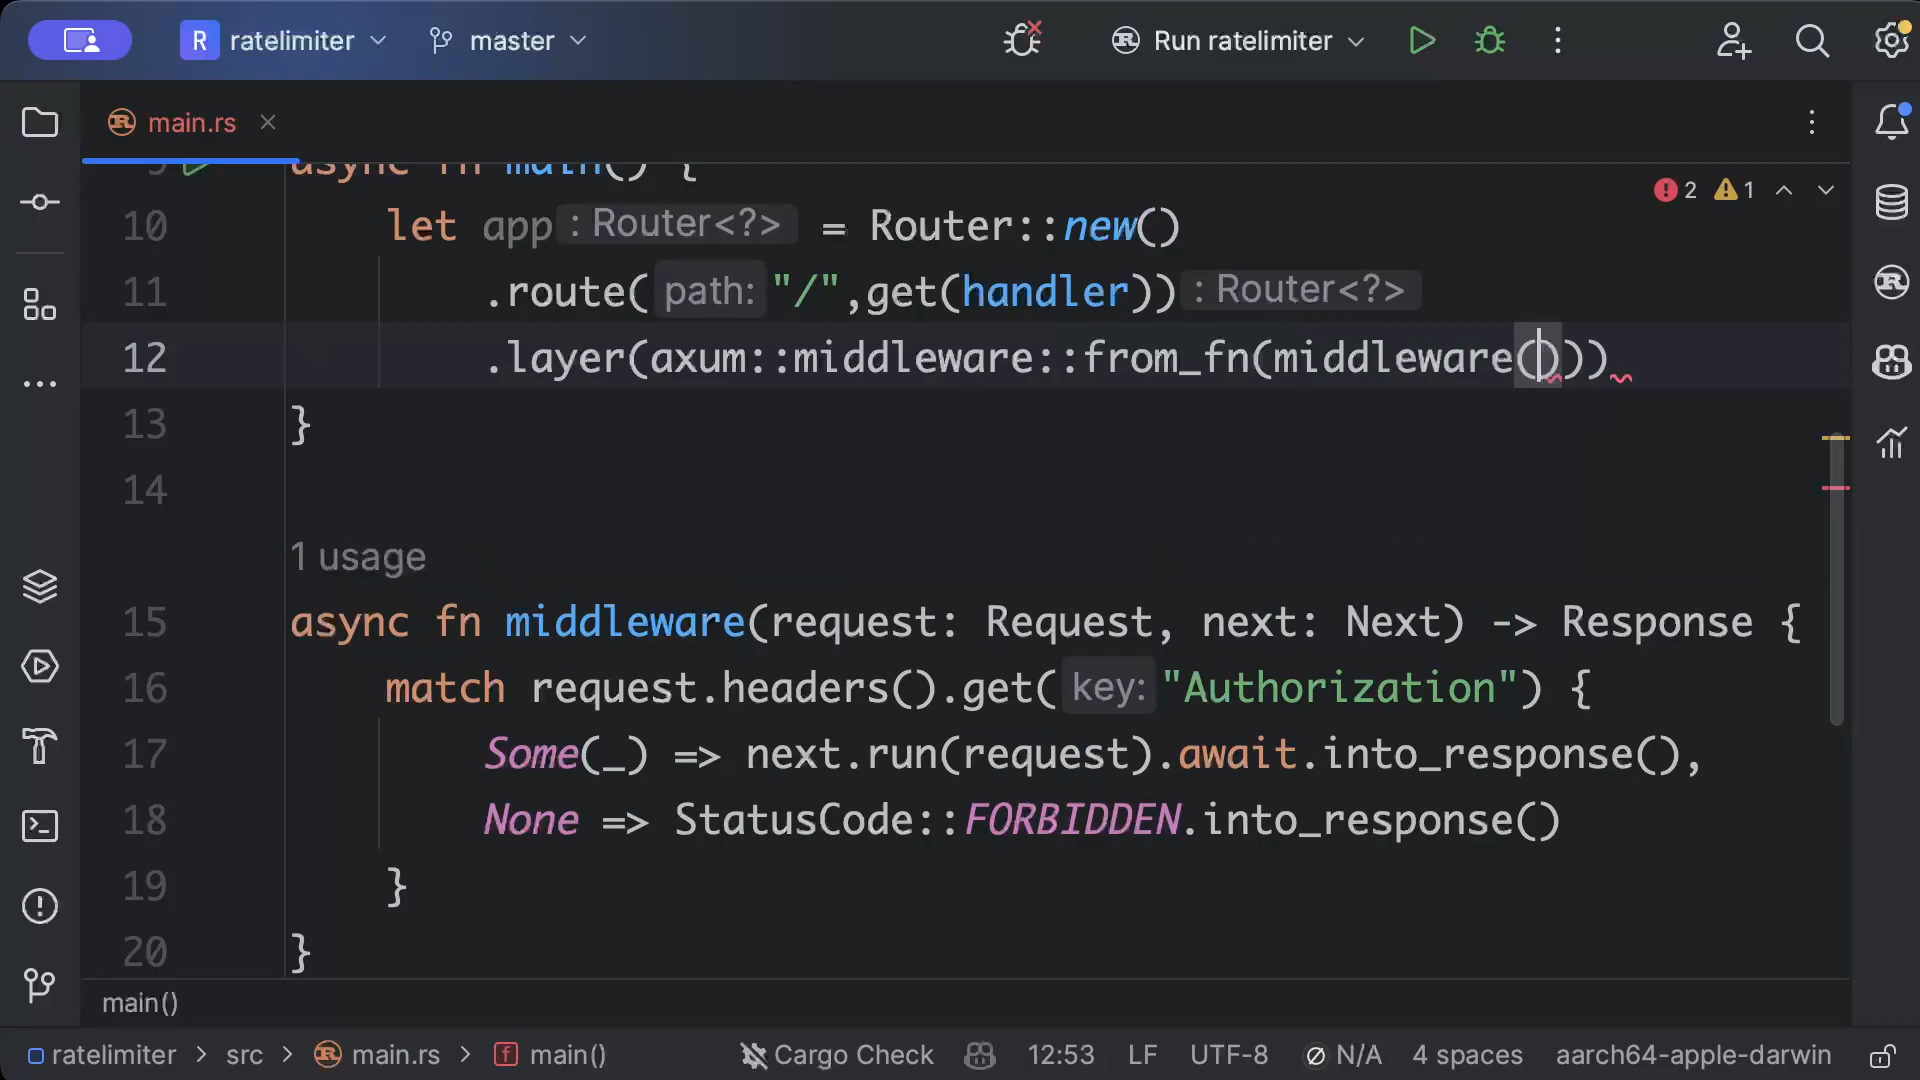 R ratelimiter master Run ratelimiter
main.rs
9 async fn main() {
2 1
10 let app: Router<?> = Router::new()
11 .route(path: "/",get(handler)): Router<?>
12 .layer(axum::middleware::from_fn(middleware()))
13 }
14
1 usage
15 async fn middleware(request: Request, next: Next) -> Response {
16 match request.headers().get(key: "Authorization") {
17 Some(_) => next.run(request).await.into_response(),
18 None => StatusCode::FORBIDDEN.into_response()
19 }
20 }
main()
ratelimiter > src > main.rs > f main() Cargo Check 12:53 LF UTF-8 N/A 4 spaces aarch64-apple-darwin